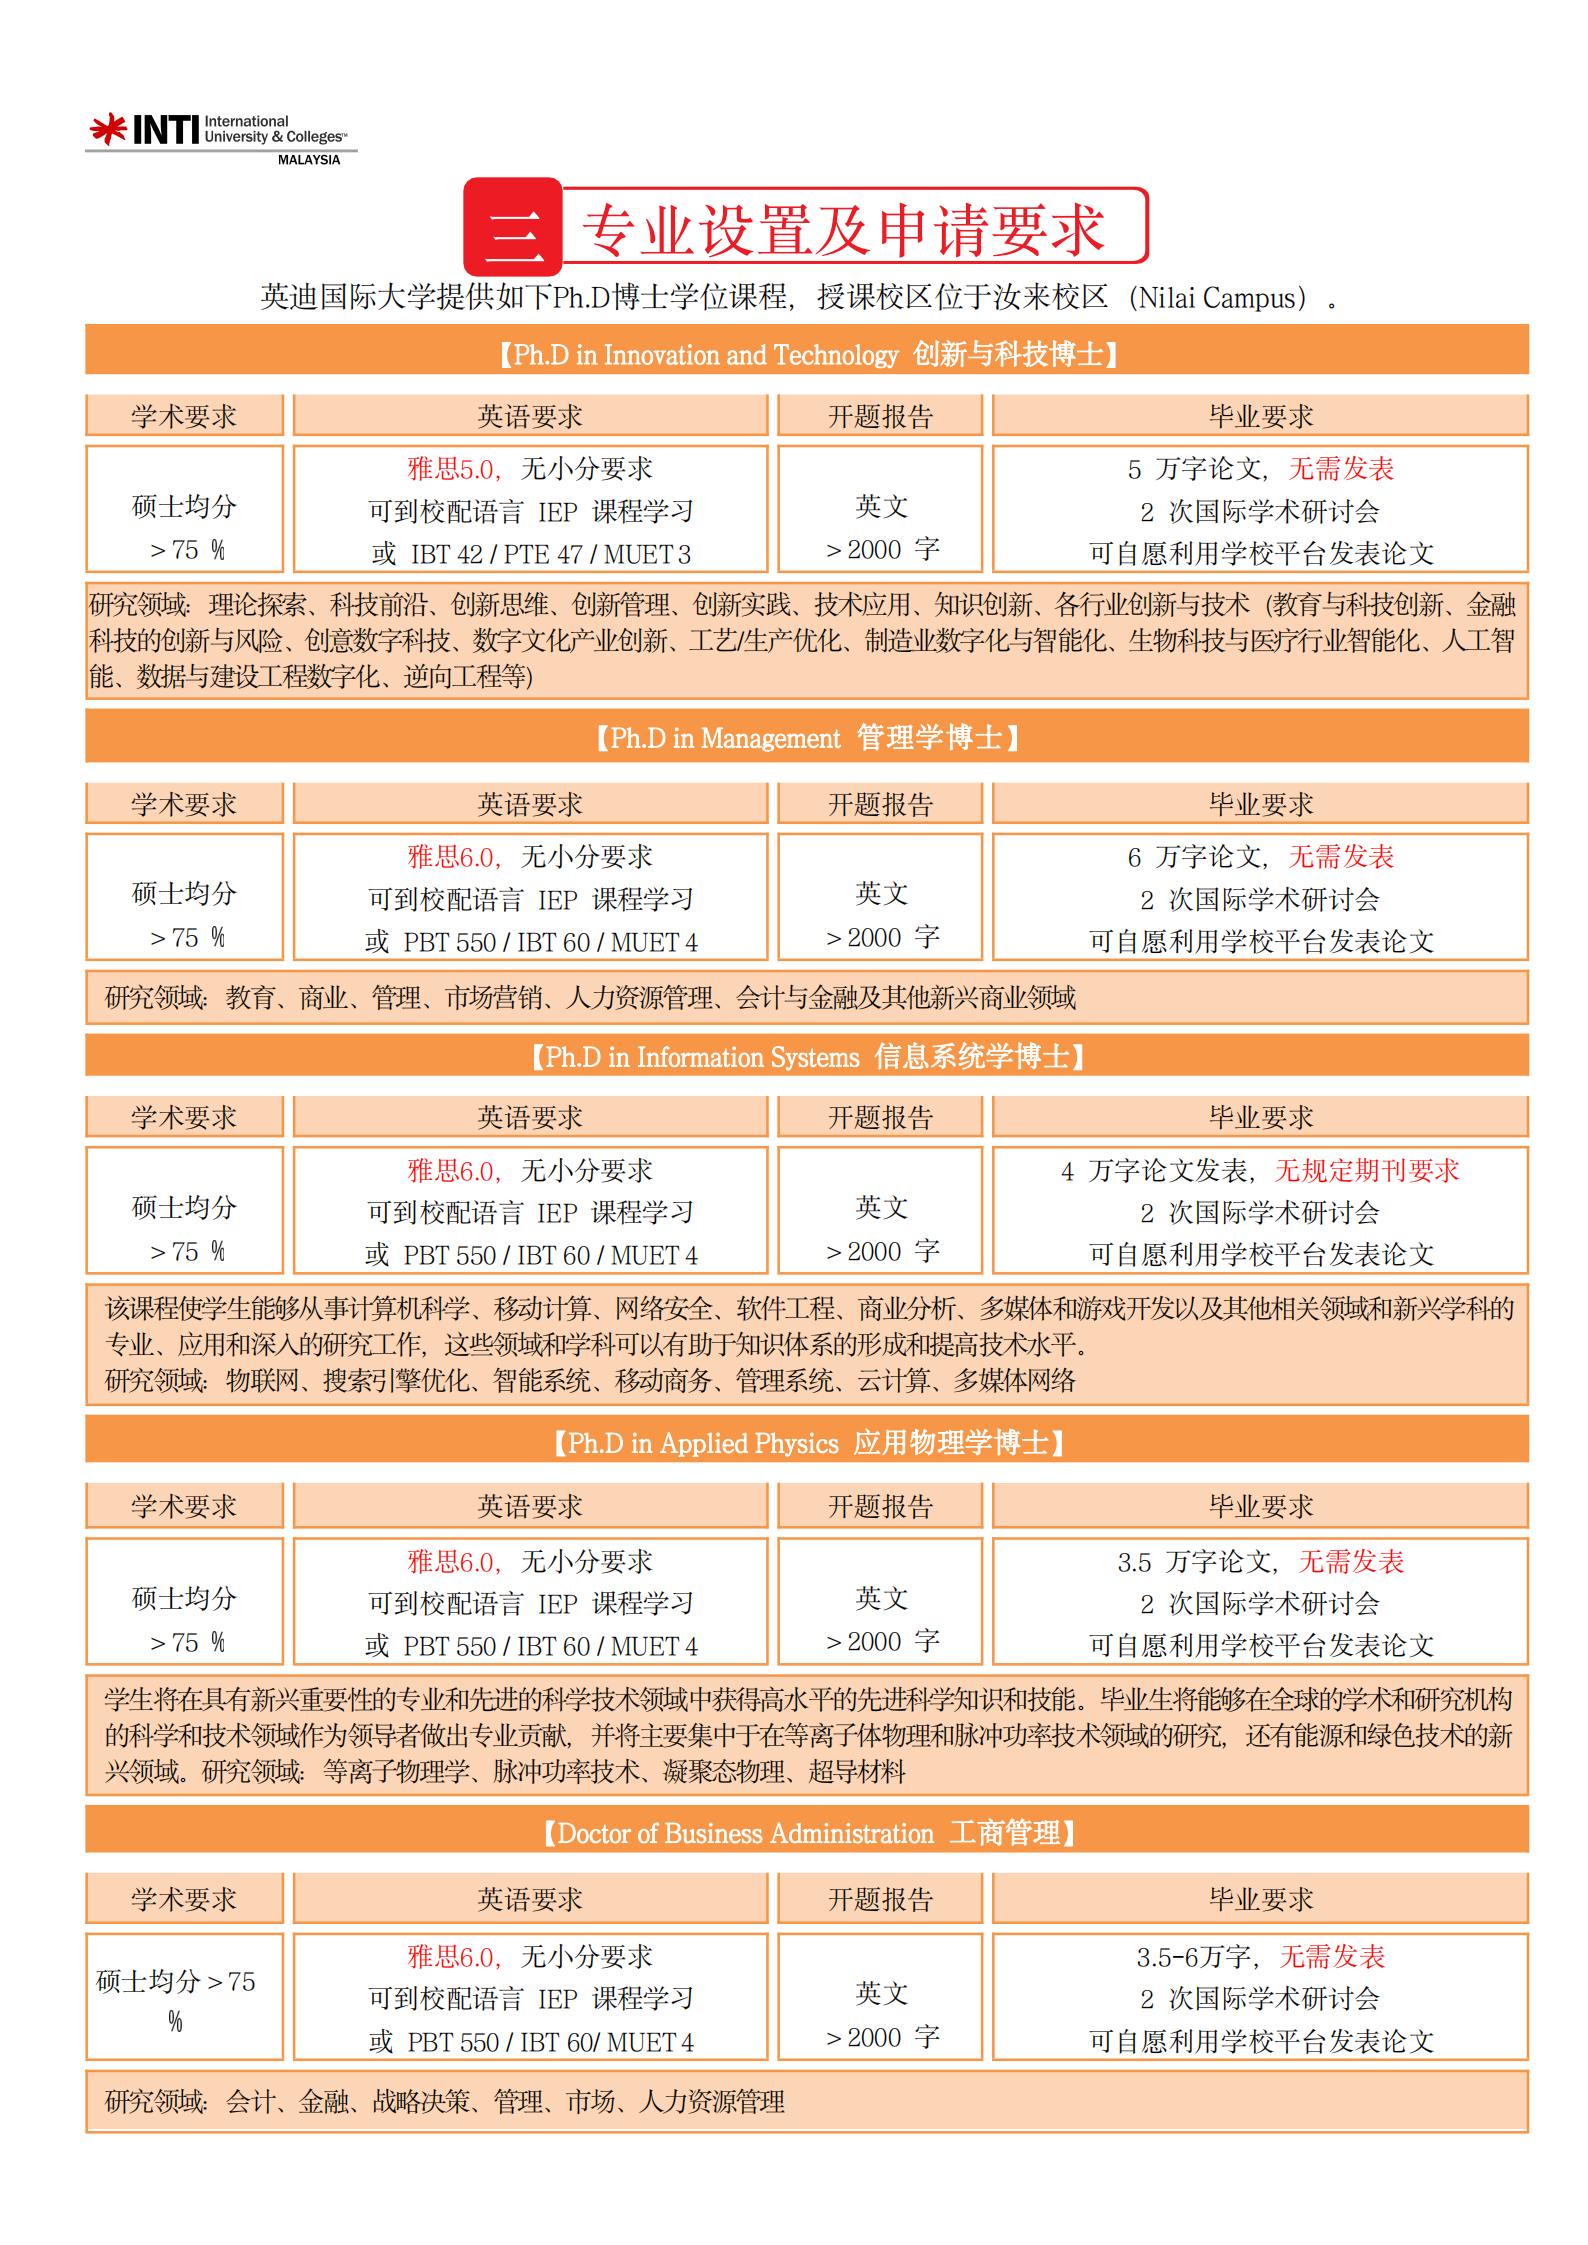 INTI International
University & Colleges™
MALAYSIA
三 专业设置及申请要求
英迪国际大学提供如下Ph.D博士学位课程，授课校区位于汝来校区（Nilai Campus）。
【Ph.D in Innovation and Technology 创新与科技博士】
学术要求 英语要求 开题报告 毕业要求
雅思5.0，无小分要求 5 万字论文，无需发表
硕士均分 可到校配语言 IEP 课程学习 英文 2 次国际学术研讨会
＞75 % 或 IBT 42 / PTE 47 / MUET 3 ＞2000 字 可自愿利用学校平台发表论文
研究领域：理论探索、科技前沿、创新思维、创新管理、创新实践、技术应用、知识创新、各行业创新与技术（教育与科技创新、金融
科技的创新与风险、创意数字科技、数字文化产业创新、工艺/生产优化、制造业数字化与智能化、生物科技与医疗行业智能化、人工智
能、数据与建设工程数字化、逆向工程等）
【Ph.D in Management 管理学博士】
学术要求 英语要求 开题报告 毕业要求
雅思6.0，无小分要求 6 万字论文，无需发表
硕士均分 可到校配语言 IEP 课程学习 英文 2 次国际学术研讨会
＞75 % 或 PBT 550 / IBT 60 / MUET 4 ＞2000 字 可自愿利用学校平台发表论文
研究领域：教育、商业、管理、市场营销、人力资源管理、会计与金融及其他新兴商业领域
【Ph.D in Information Systems 信息系统学博士】
学术要求 英语要求 开题报告 毕业要求
雅思6.0，无小分要求 4 万字论文发表，无规定期刊要求
硕士均分 可到校配语言 IEP 课程学习 英文 2 次国际学术研讨会
＞75 % 或 PBT 550 / IBT 60 / MUET 4 ＞2000 字 可自愿利用学校平台发表论文
该课程使学生能够从事计算机科学、移动计算、网络安全、软件工程、商业分析、多媒体和游戏开发以及其他相关领域和新兴学科的
专业、应用和深入的研究工作，这些领域和学科可以有助于知识体系的形成和提高技术水平。
研究领域：物联网、搜索引擎优化、智能系统、移动商务、管理系统、云计算、多媒体网络
【Ph.D in Applied Physics 应用物理学博士】
学术要求 英语要求 开题报告 毕业要求
雅思6.0，无小分要求 3.5 万字论文，无需发表
硕士均分 可到校配语言 IEP 课程学习 英文 2 次国际学术研讨会
＞75 % 或 PBT 550 / IBT 60 / MUET 4 ＞2000 字 可自愿利用学校平台发表论文
学生将在具有新兴重要性的专业和先进的科学技术领域中获得高水平的先进科学知识和技能。毕业生将能够在全球的学术和研究机构
的科学和技术领域作为领导者做出专业贡献，并将主要集中于在等离子体物理和脉冲功率技术领域的研究，还有能源和绿色技术的新
兴领域。研究领域：等离子物理学、脉冲功率技术、凝聚态物理、超导材料
【Doctor of Business Administration 工商管理】
学术要求 英语要求 开题报告 毕业要求
雅思6.0，无小分要求 3.5-6万字，无需发表
硕士均分＞75 可到校配语言 IEP 课程学习 英文 2 次国际学术研讨会
% 或 PBT 550 / IBT 60/ MUET 4 ＞2000 字 可自愿利用学校平台发表论文
研究领域：会计、金融、战略决策、管理、市场、人力资源管理